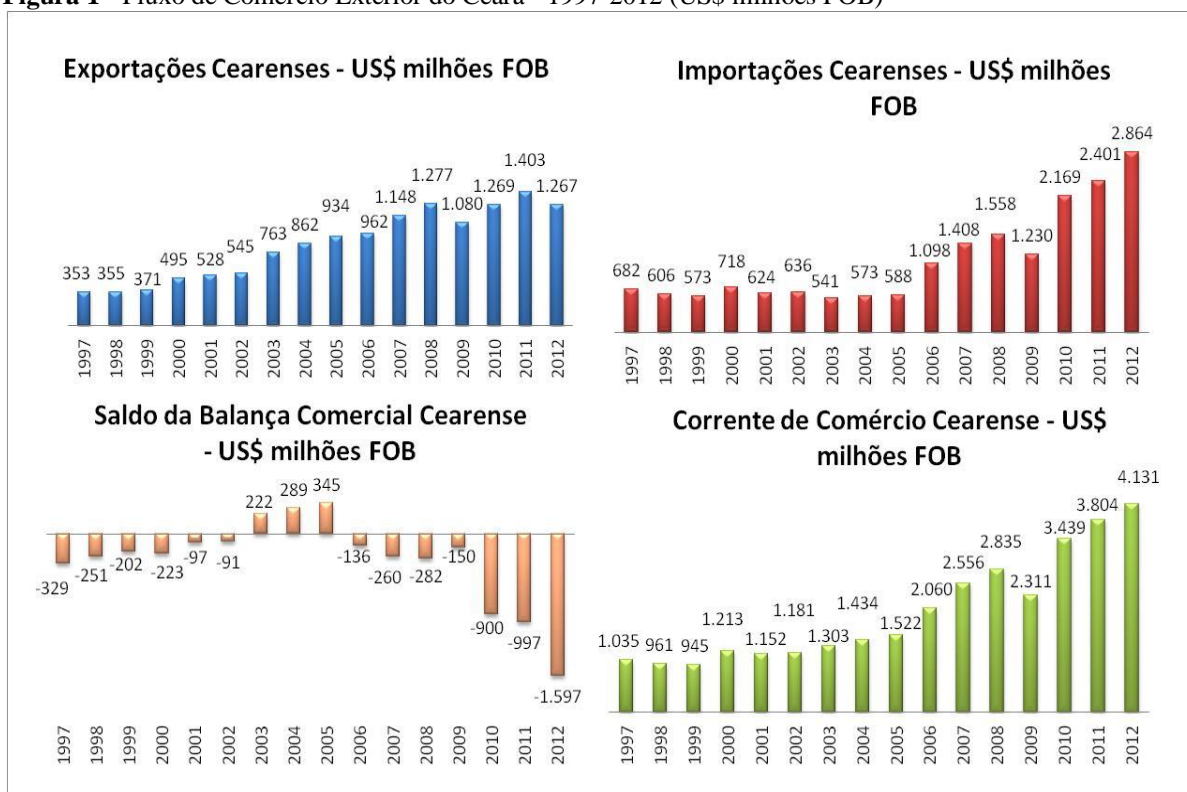 Figura 1 - Fluxo de Comércio Exterior do Ceará - 1997-2012 (US$ milhões FOB)
Exportações Cearenses - US$ milhões FOB
353 355 371 495 528 545 763 862 934 962 1.148 1.277 1.080 1.269 1.403 1.267
1997 1998 1999 2000 2001 2002 2003 2004 2005 2006 2007 2008 2009 2010 2011 2012
Importações Cearenses - US$ milhões
FOB
682 606 573 718 624 636 541 573 588 1.098 1.408 1.558 1.230 2.169 2.401 2.864
1997 1998 1999 2000 2001 2002 2003 2004 2005 2006 2007 2008 2009 2010 2011 2012
Saldo da Balança Comercial Cearense
- US$ milhões FOB
-329 -251 -202 -223 -97 -91 222 289 345 -136 -260 -282 -150 -900 -997 -1.597
1997 1998 1999 2000 2001 2002 2003 2004 2005 2006 2007 2008 2009 2010 2011 2012
Corrente de Comércio Cearense - US$
milhões FOB
1.035 961 945 1.213 1.152 1.181 1.303 1.434 1.522 2.060 2.556 2.835 2.311 3.439 3.804 4.131
1997 1998 1999 2000 2001 2002 2003 2004 2005 2006 2007 2008 2009 2010 2011 2012